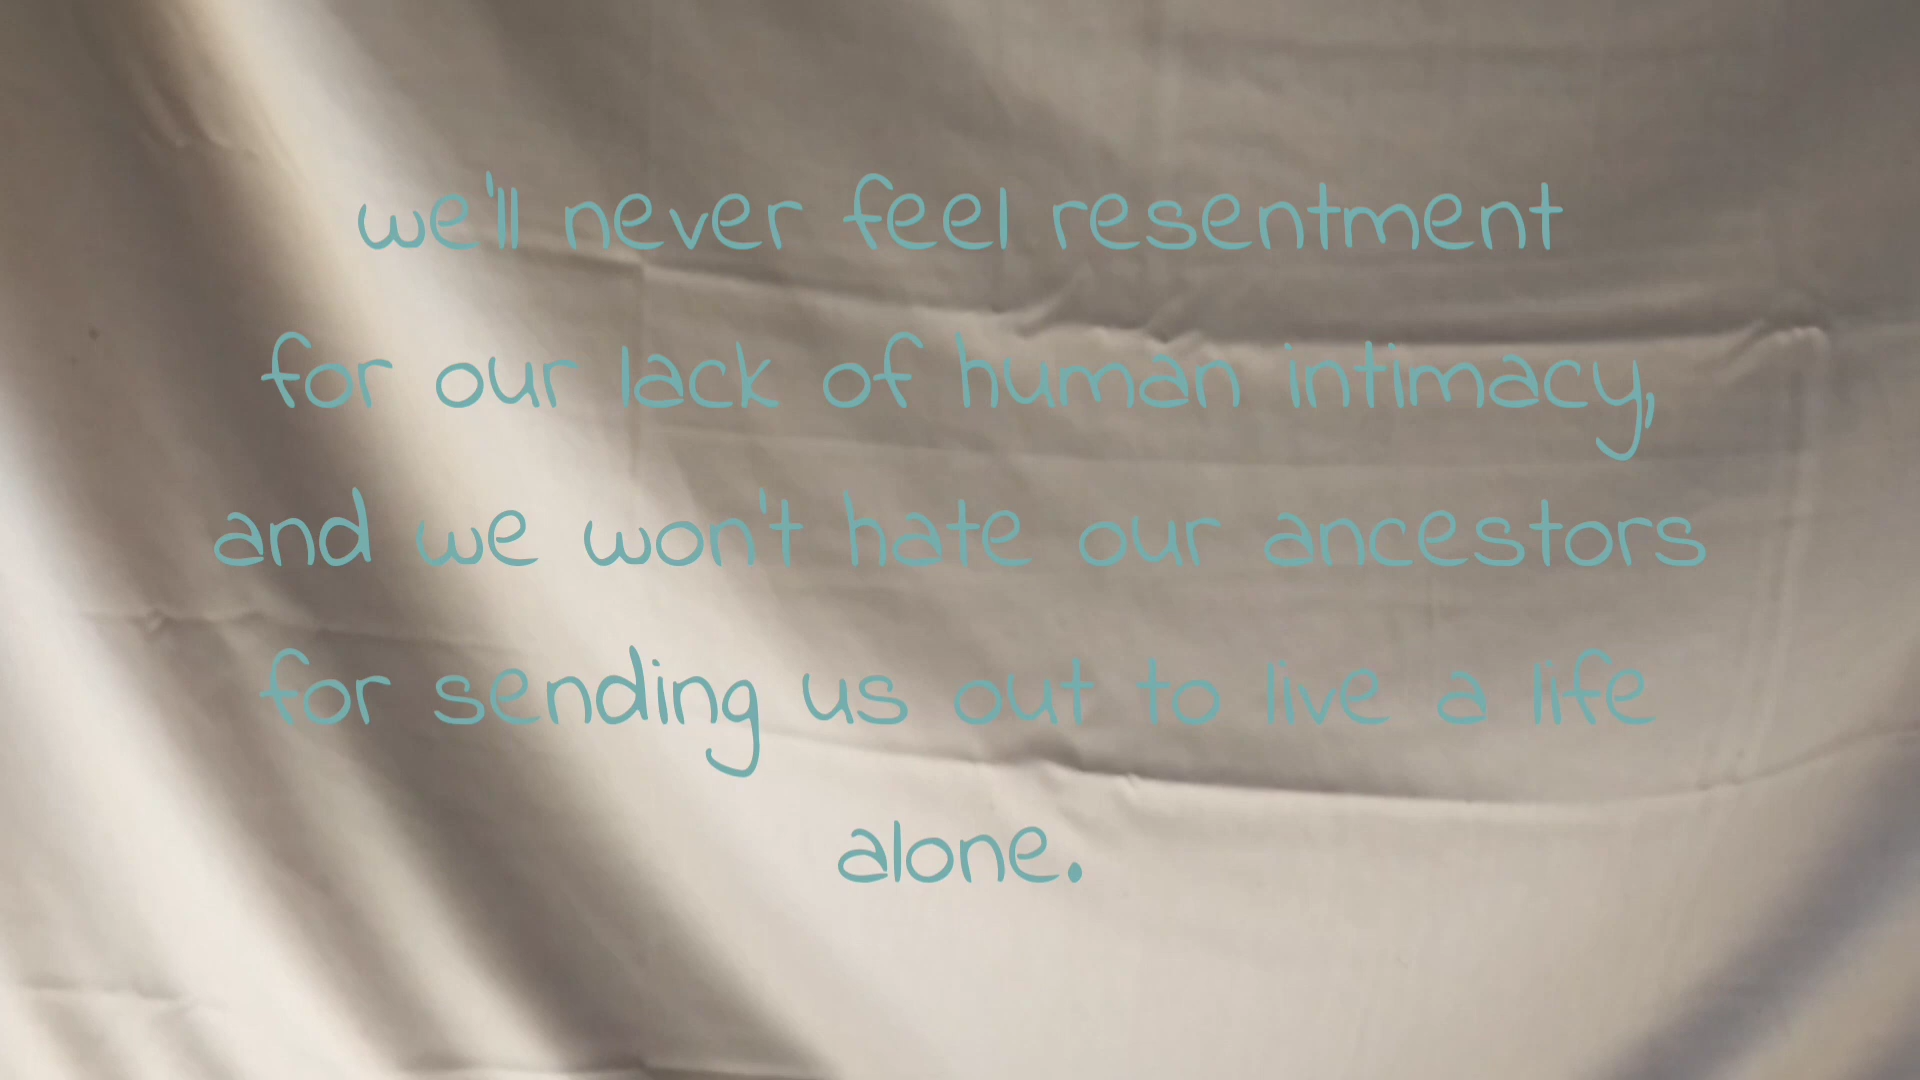 we'll never feel resentment
for our lack of human intimacy,
and we won't hate our ancestors
for sending us out to live a life
alone.